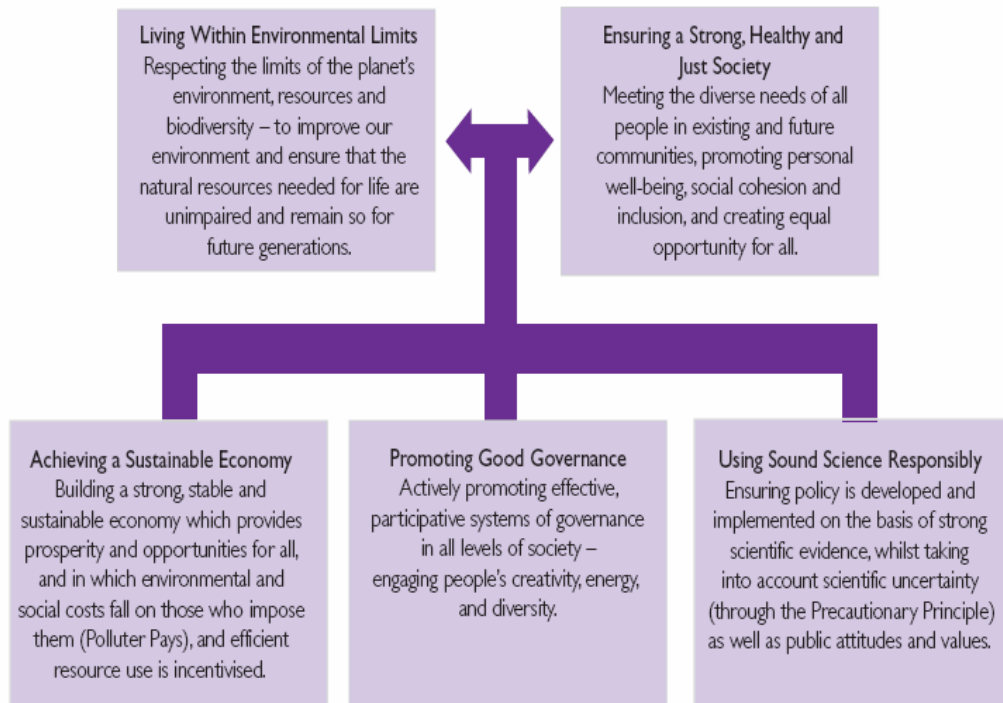 Living Within Environmental Limits
Respecting the limits of the planet's
environment, resources and
biodiversity – to improve our
environment and ensure that the
natural resources needed for life are
unimpaired and remain so for
future generations.
Ensuring a Strong, Healthy and
Just Society
Meeting the diverse needs of all
people in existing and future
communities, promoting personal
well-being, social cohesion and
inclusion, and creating equal
opportunity for all.
Achieving a Sustainable Economy
Building a strong, stable and
sustainable economy which provides
prosperity and opportunities for all,
and in which environmental and
social costs fall on those who impose
them (Polluter Pays), and efficient
resource use is incentivised.
Promoting Good Governance
Actively promoting effective,
participative systems of governance
in all levels of society –
engaging people's creativity, energy,
and diversity.
Using Sound Science Responsibly
Ensuring policy is developed and
implemented on the basis of strong
scientific evidence, whilst taking
into account scientific uncertainty
(through the Precautionary Principle)
as well as public attitudes and values.